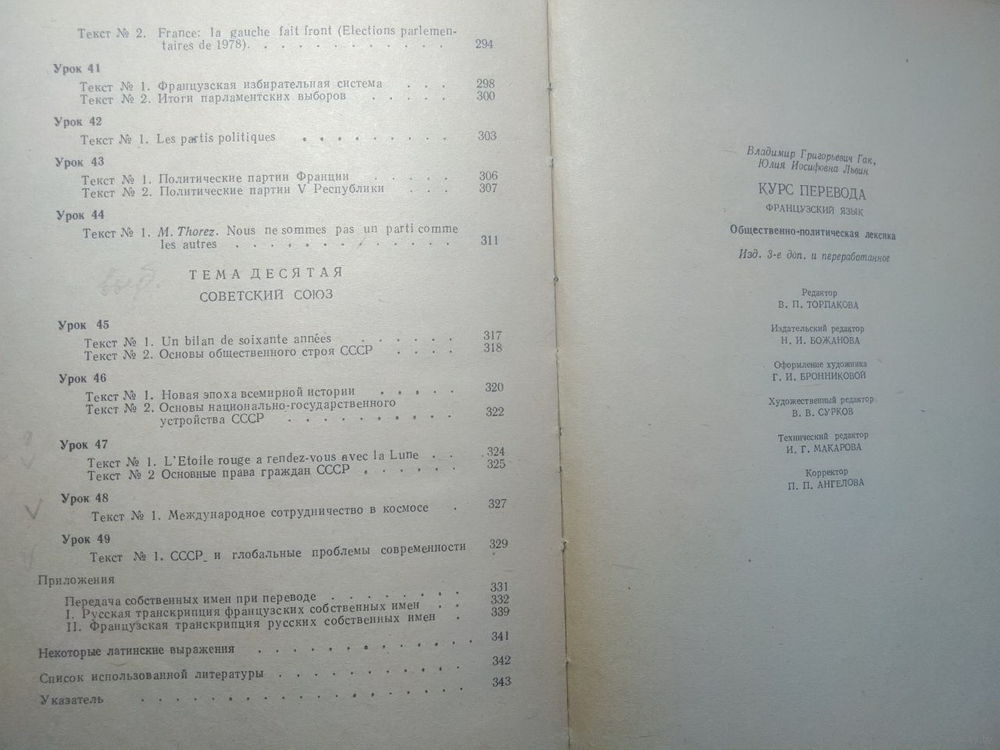 Текст № 2. France: la gauche fait front (Elections parlemen-
taires de 1978). . . . . . . . . . 294
Урок 41
Текст № 1. Французская избирательная система . . . 298
Текст № 2. Итоги парламентских выборов . . . . . 300
Урок 42
Текст № 1. Les partis politiques . . . . . . . . . 303
Урок 43
Текст № 1. Политические партии Франции . . . . . 306
Текст № 2. Политические партии V Республики . . . 307
Урок 44
Текст № 1. M. Thorez. Nous ne sommes pas un parti comme
les autres . . . . . . . . . . . 311
ТЕМА ДЕСЯТАЯ
СОВЕТСКИЙ СОЮЗ
Урок 45
Текст № 1. Un bilan de soixante années . . . . . . 317
Текст № 2. Основы общественного строя СССР . . . . 318
Урок 46
Текст № 1. Новая эпоха всемирной истории . . . . . 320
Текст № 2. Основы национально-государственного
устройства СССР . . . . . . . . . 322
Урок 47
Текст № 1. L'Etoile rouge a rendez-vous avec la Lune . . 324
Текст № 2 Основные права граждан СССР . . . . . . 325
Урок 48
Текст № 1. Международное сотрудничество в космосе . 327
Урок 49
Текст № 1. СССР и глобальные проблемы современности 329
Приложения
Передача собственных имен при переводе . . . . . . . 331
I. Русская транскрипция французских собственных имен . . 332
II. Французская транскрипция русских собственных имен . 339
Некоторые латинские выражения . . . . . . . . . 341
Список использованной литературы . . . . . . . . 342
Указатель . . . . . . . . . . . . . 343
Владимир Григорьевич Гак,
Юлия Иосифовна Львин
КУРС ПЕРЕВОДА
ФРАНЦУЗСКИЙ ЯЗЫК
Общественно-политическая лексика
Изд. 3-е доп. и переработанное
Редактор
В. П. ТОРПАКОВА
Издательский редактор
Н. И. БОЖАНОВА
Оформление художника
Г. И. БРОННИКОВОЙ
Художественный редактор
В. В. СУРКОВ
Технический редактор
И. Г. МАКАРОВА
Корректор
П. П. АНГЕЛОВА